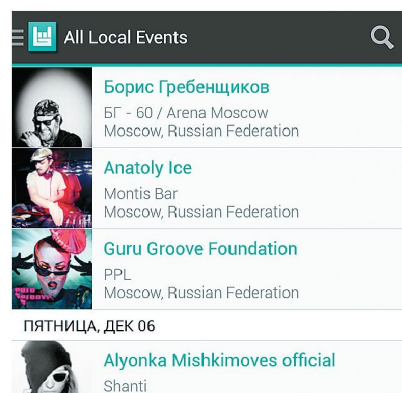 All Local Events
Борис Гребенщиков
БГ - 60 / Arena Moscow
Moscow, Russian Federation
Anatoly Ice
Montis Bar
Moscow, Russian Federation
Guru Groove Foundation
PPL
Moscow, Russian Federation
ПЯТНИЦА, ДЕК 06
Alyonka Mishkimoves official
Shanti